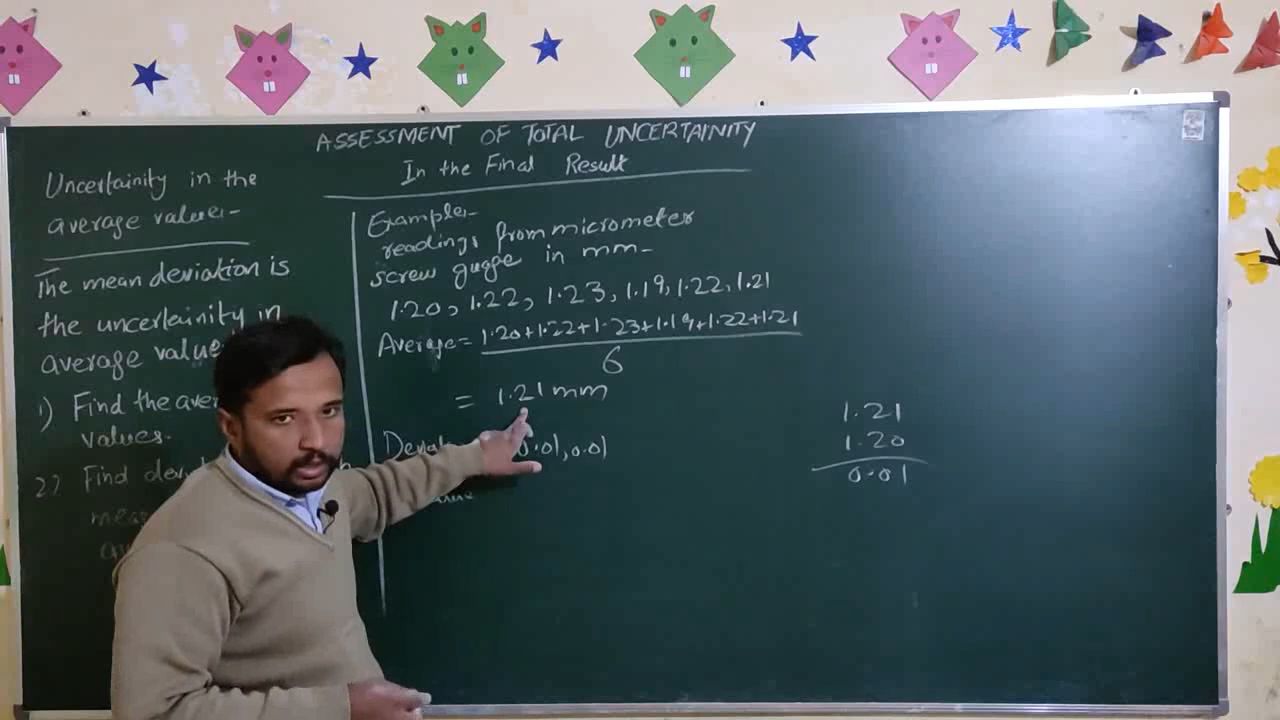 ASSESSMENT OF TOTAL UNCERTAINITY
In the Final Result
Uncertainity in the
average value:-
The mean deviation is
the uncertainity in
average value
1) Find the
values.
2) Find
Example:-
readings from micrometer
screw guage in mm-
1.20, 1.22, 1.23, 1.19, 1.22, 1.21
Average = 1.20+1.22+1.23+1.19+1.22+1.21
6
= 1.21 mm
0.01, 0.01
1.21
1.20
0.01